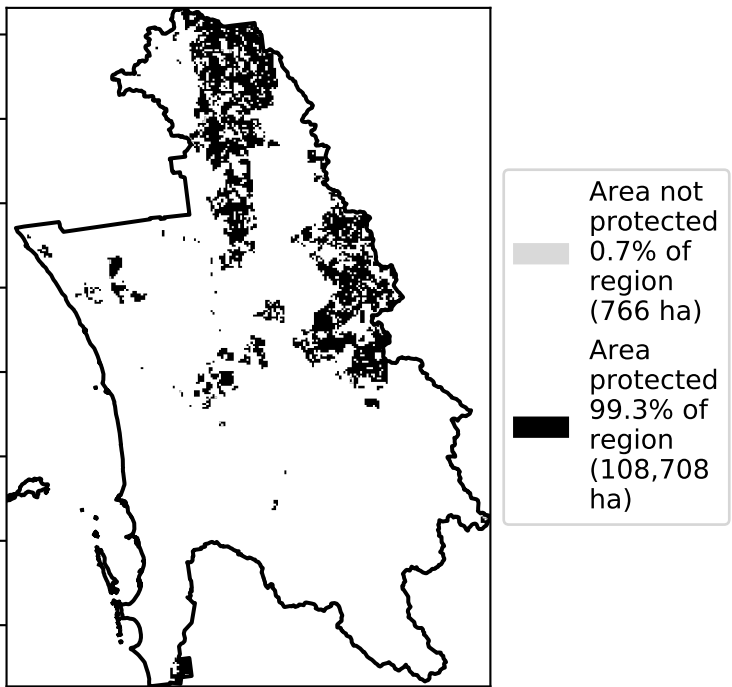 Area not
protected
0.7% of
region
(766 ha)
Area
protected
99.3% of
region
(108,708
ha)